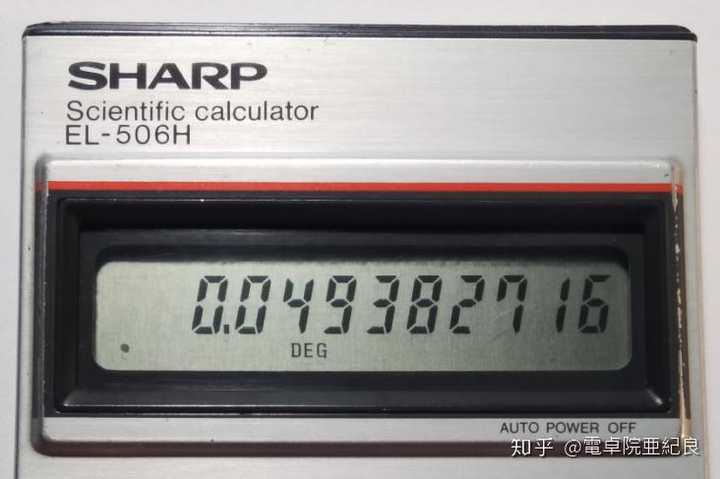 SHARP
Scientific calculator
EL-506H
0.049382716
DEG
AUTO POWER OFF
知乎 @電卓院亜紀良